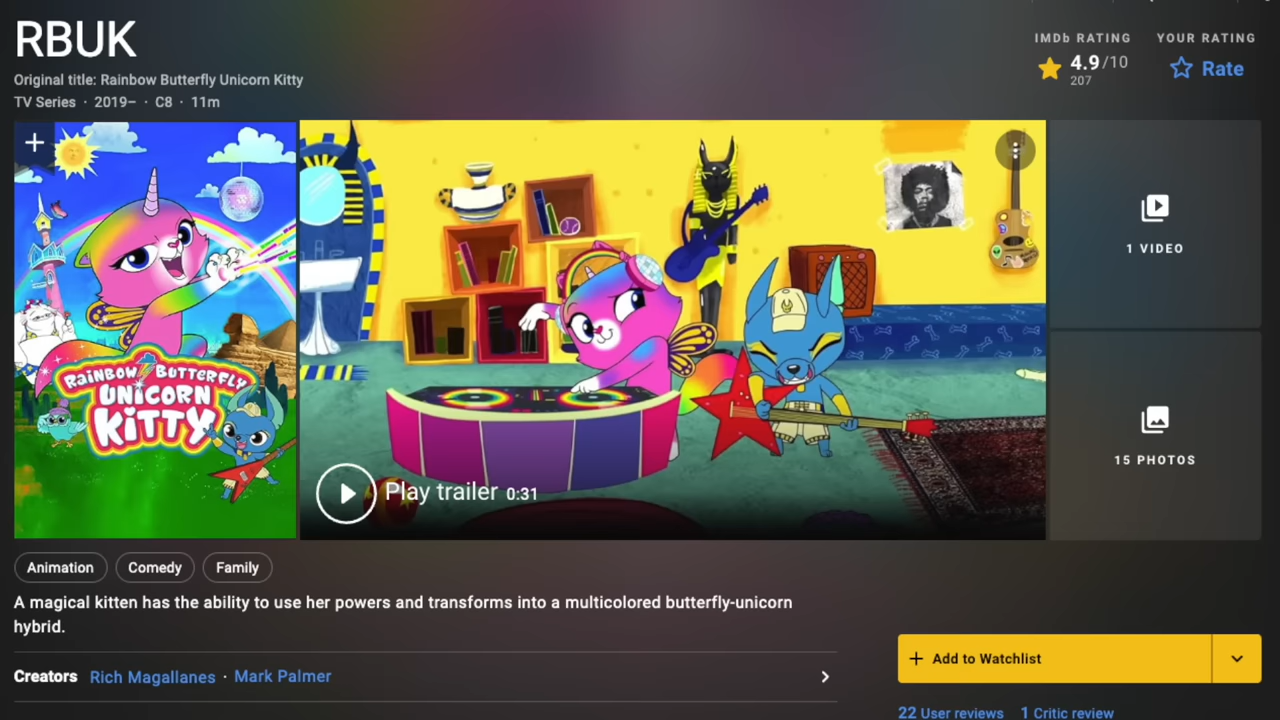 RBUK
Original title: Rainbow Butterfly Unicorn Kitty
TV Series · 2019– · C8 · 11m
IMDb RATING
4.9/10
207
YOUR RATING
Rate
RAINBOW BUTTERFLY
UNICORN
KITTY
Play trailer 0:31
1 VIDEO
15 PHOTOS
Animation
Comedy
Family
A magical kitten has the ability to use her powers and transforms into a multicolored butterfly-unicorn
hybrid.
Creators Rich Magallanes · Mark Palmer
Add to Watchlist
22 User reviews 1 Critic review